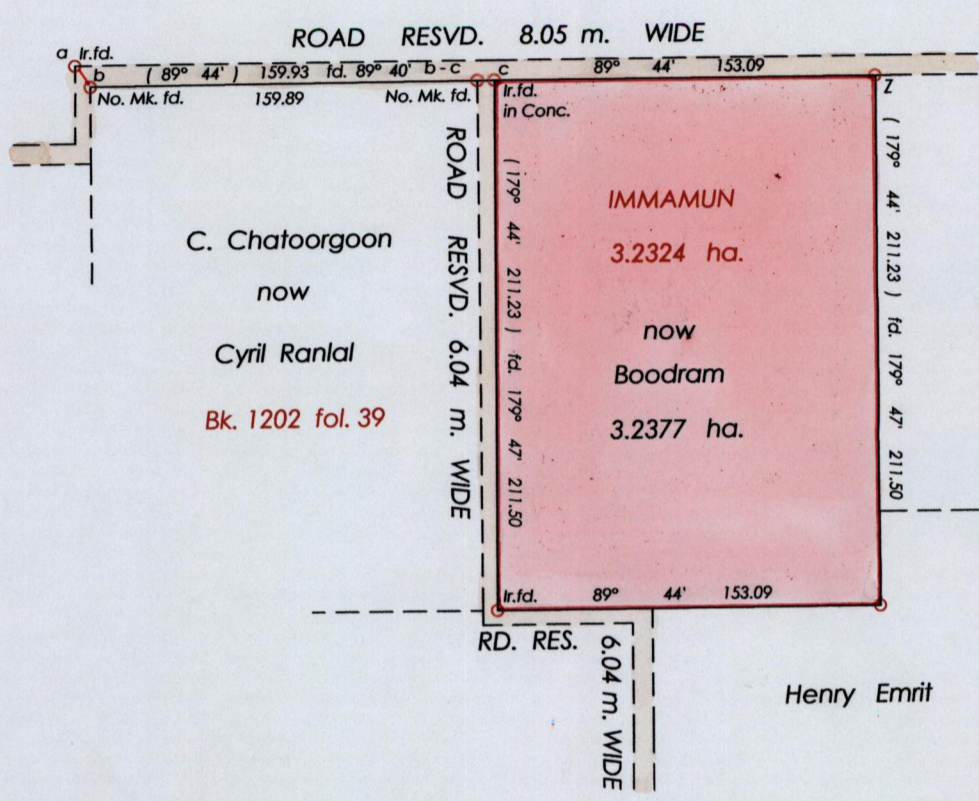 ROAD RESVD. 8.05 m. WIDE
a Ir.fd.
b ( 89° 44' ) 159.93 fd. 89° 40' b - c
c 89° 44' 153.09
No. Mk. fd. 159.89 No. Mk. fd.
Ir.fd.
in Conc.
Z
ROAD RESVD. 6.04 m. WIDE
( 179° 44' 211.23 ) fd. 179° 47' 211.50
( 179° 44' 211.23 ) fd. 179° 47' 211.50
IMMAMUN
3.2324 ha.
now
Boodram
3.2377 ha.
C. Chatoorgoon
now
Cyril Ranlal
Bk. 1202 fol. 39
Ir.fd. 89° 44' 153.09
RD. RES.
6.04 m. WIDE
Henry Emrit